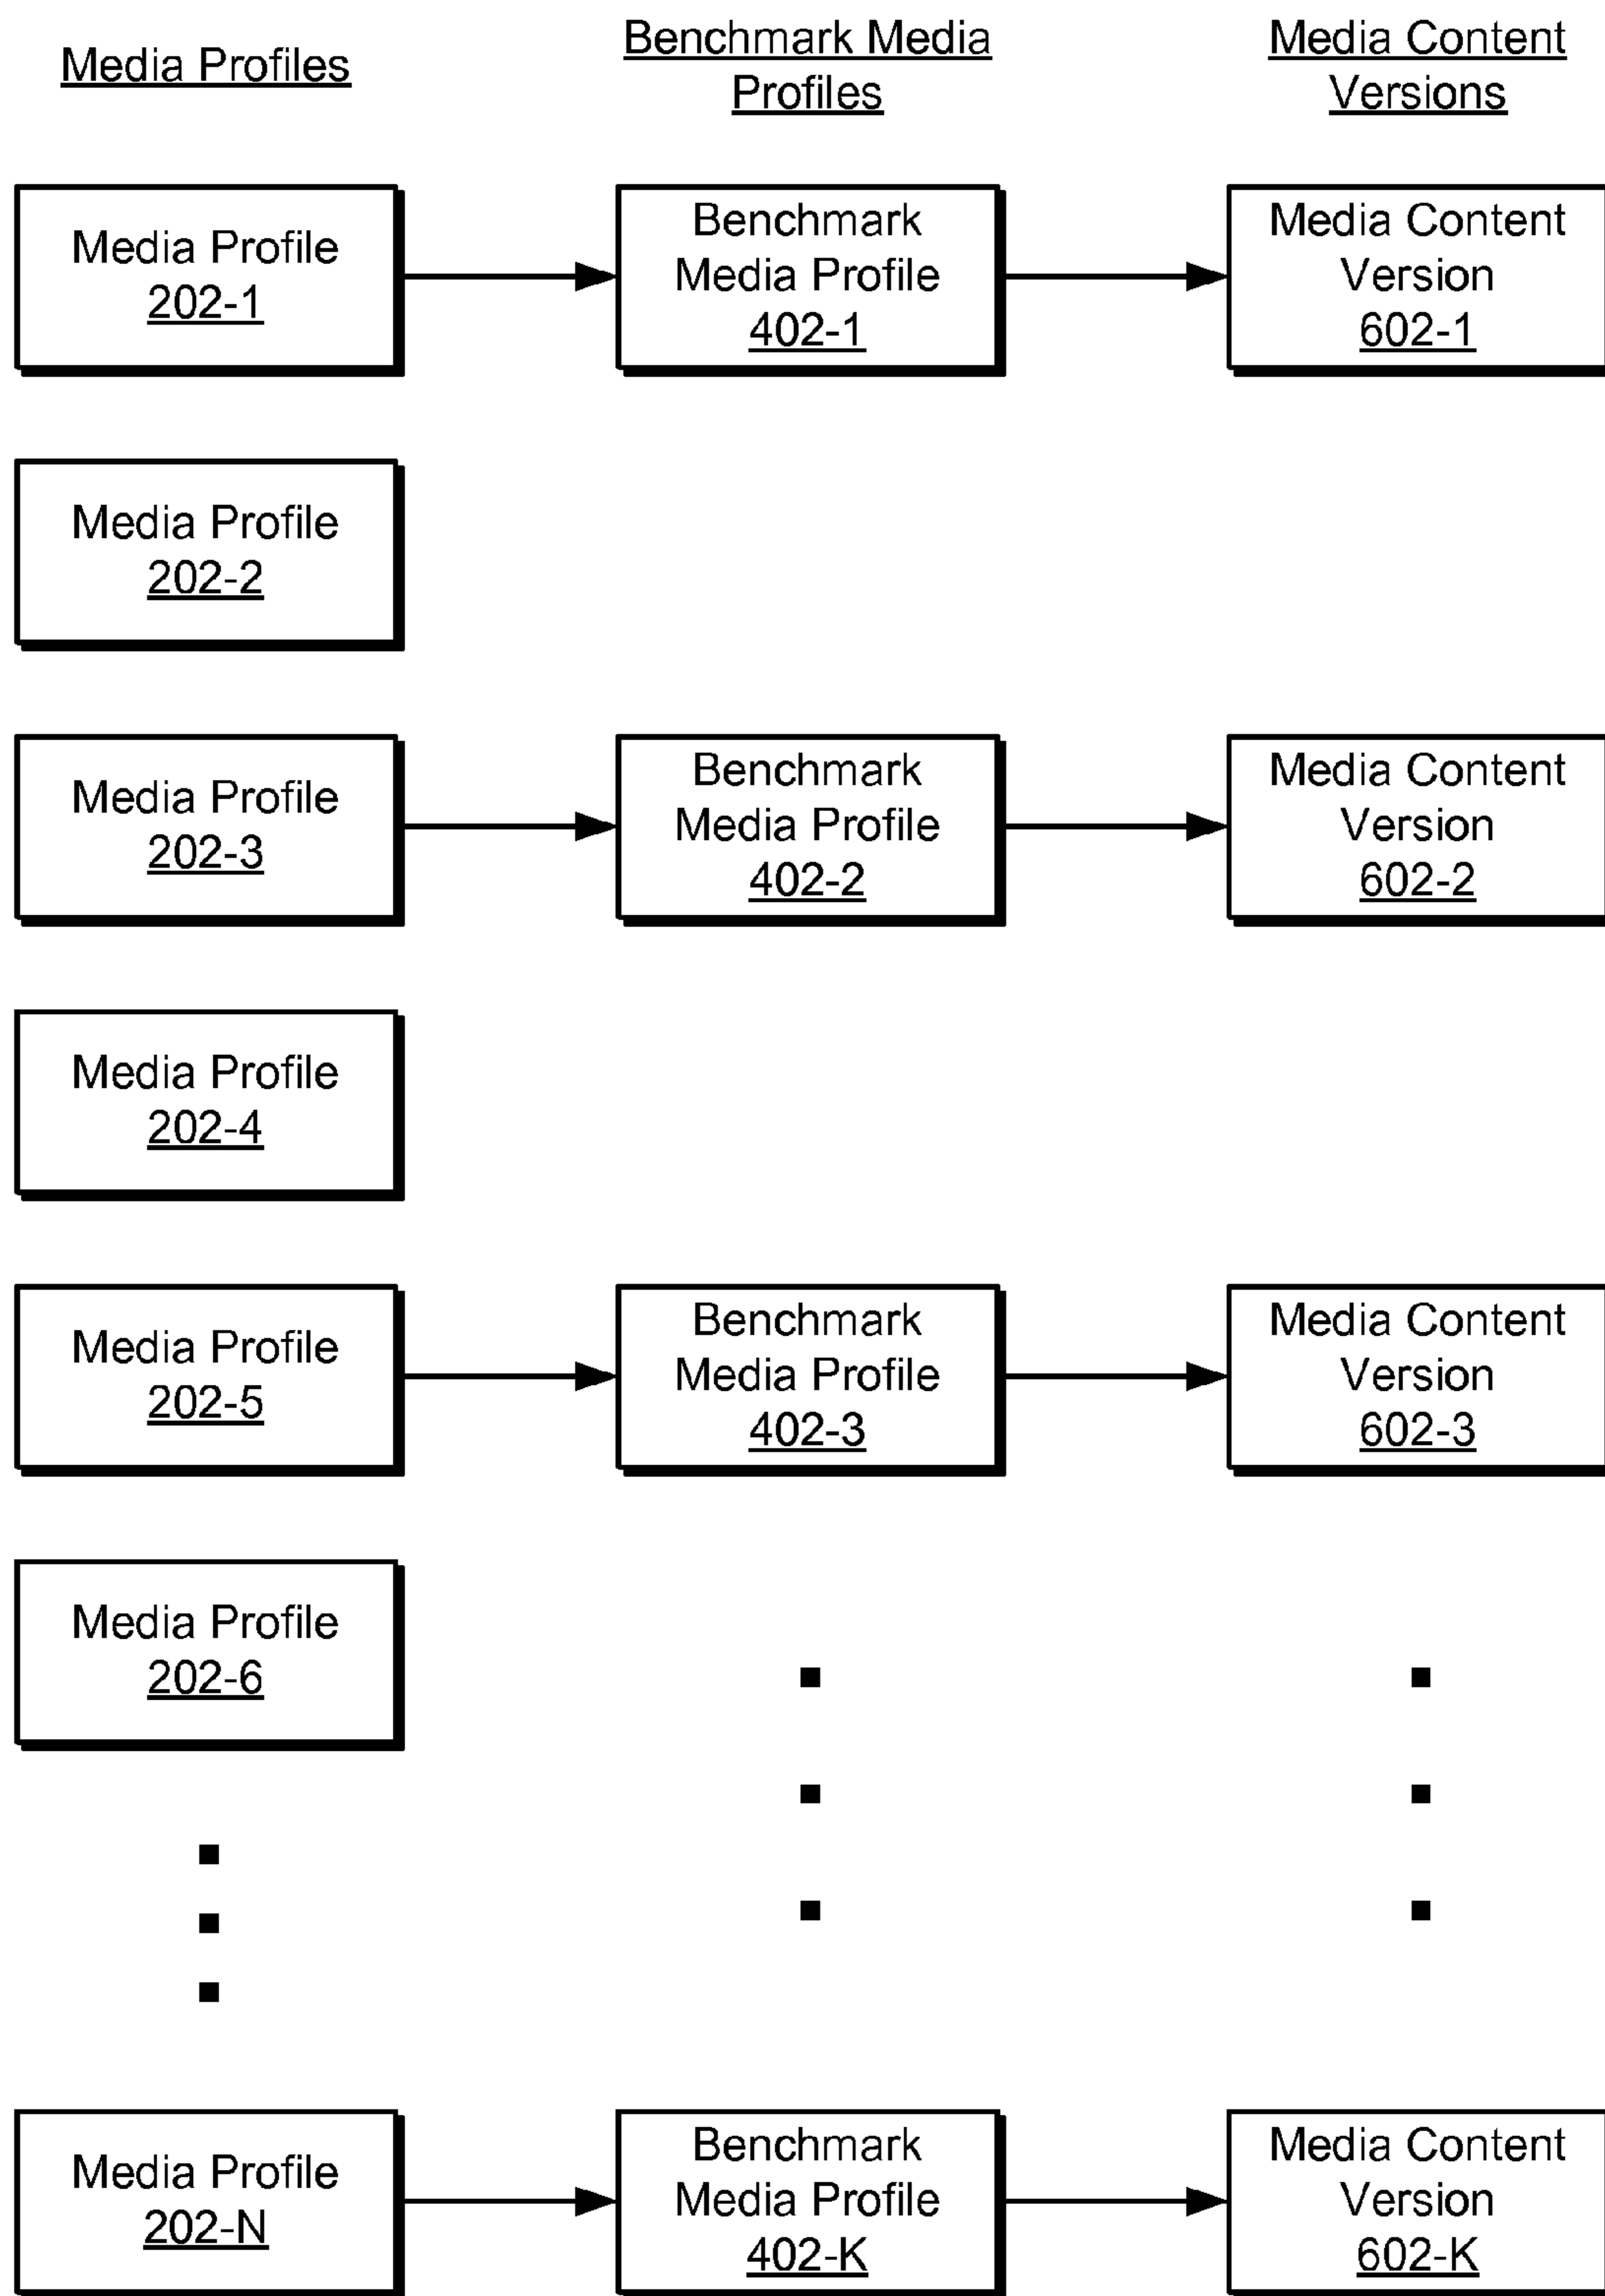 Media Profiles
Benchmark Media
Profiles
Media Content
Versions
Media Profile
202-1
Benchmark
Media Profile
402-1
Media Content
Version
602-1
Media Profile
202-2
Media Profile
202-3
Benchmark
Media Profile
402-2
Media Content
Version
602-2
Media Profile
202-4
Media Profile
202-5
Benchmark
Media Profile
402-3
Media Content
Version
602-3
Media Profile
202-6
Media Profile
202-N
Benchmark
Media Profile
402-K
Media Content
Version
602-K